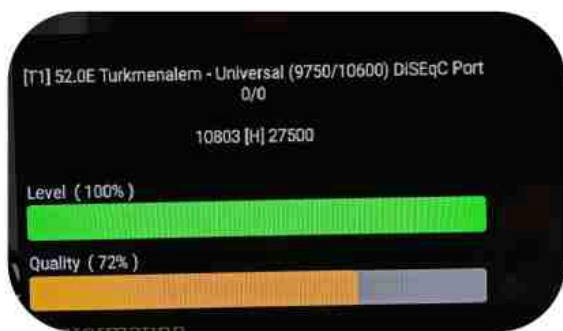 [T1] 52.0E Turkmenalem - Universal (9750/10600) DiSEqC Port
0/0
10803 [H] 27500
Level ( 100% )
Quality ( 72% )